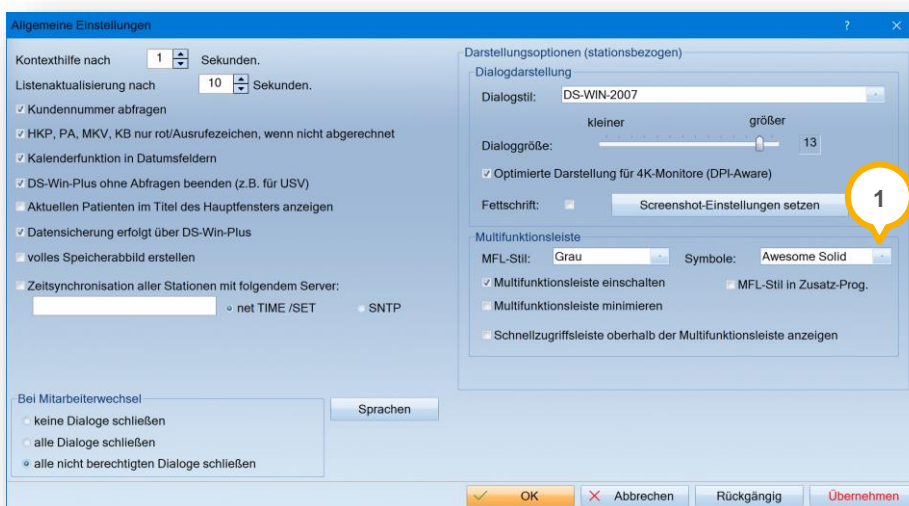 Allgemeine Einstellungen
Kontexthilfe nach 1 Sekunden.
Listenaktualisierung nach 10 Sekunden.
Kundennummer abfragen
HKP, PA, MKV, KB nur rot/Ausrufezeichen, wenn nicht abgerechnet
Kalenderfunktion in Datumsfeldern
DS-Win-Plus ohne Abfragen beenden (z.B. für USV)
Aktuellen Patienten im Titel des Hauptfensters anzeigen
Datensicherung erfolgt über DS-Win-Plus
volles Speicherabbild erstellen
Zeitsynchronisation aller Stationen mit folgendem Server:
net TIME /SET SNTP
Bei Mitarbeiterwechsel
keine Dialoge schließen
alle Dialoge schließen
alle nicht berechtigten Dialoge schließen
Sprachen
Darstellungsoptionen (stationsbezogen)
Dialogdarstellung
Dialogstil: DS-WIN-2007
kleiner größer
Dialoggröße: 13
Optimierte Darstellung für 4K-Monitore (DPI-Aware)
Fettschrift: Screenshot-Einstellungen setzen
1
Multifunktionsleiste
MFL-Stil: Grau Symbole: Awesome Solid
Multifunktionsleiste einschalten MFL-Stil in Zusatz-Prog.
Multifunktionsleiste minimieren
Schnellzugriffsleiste oberhalb der Multifunktionsleiste anzeigen
OK Abbrechen Rückgängig Übernehmen